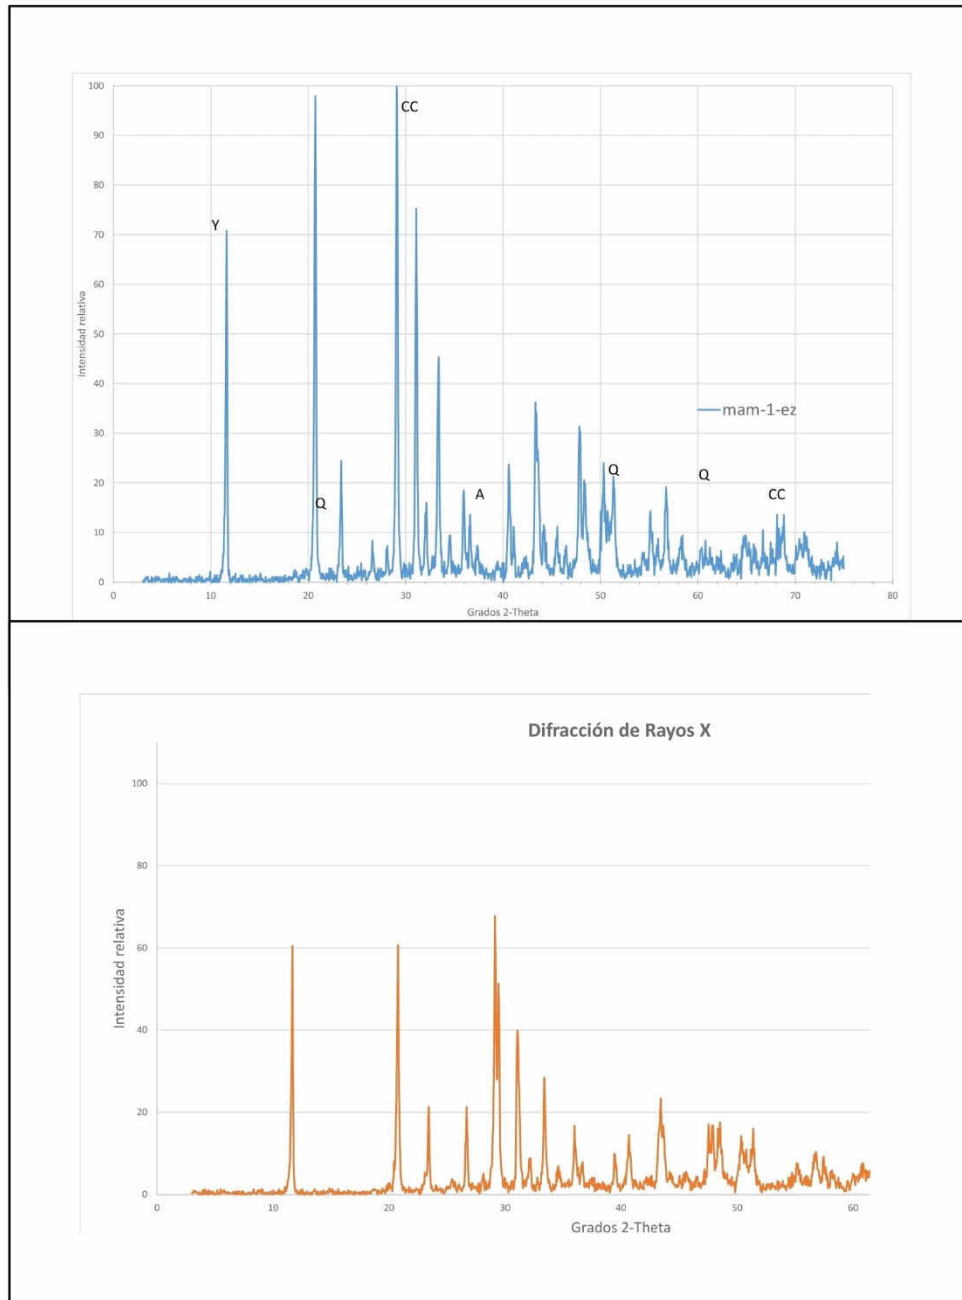 100
CC
90
80
Y
70
60
Intensidad relativa
50
40
mam-1-ez
30
20
Q
A
Q
Q
CC
10
0
0 10 20 30 40 50 60 70 80
Grados 2-Theta
Difracción de Rayos X
100
80
Intensidad relativa
60
40
20
0
0 10 20 30 40 50 60
Grados 2-Theta